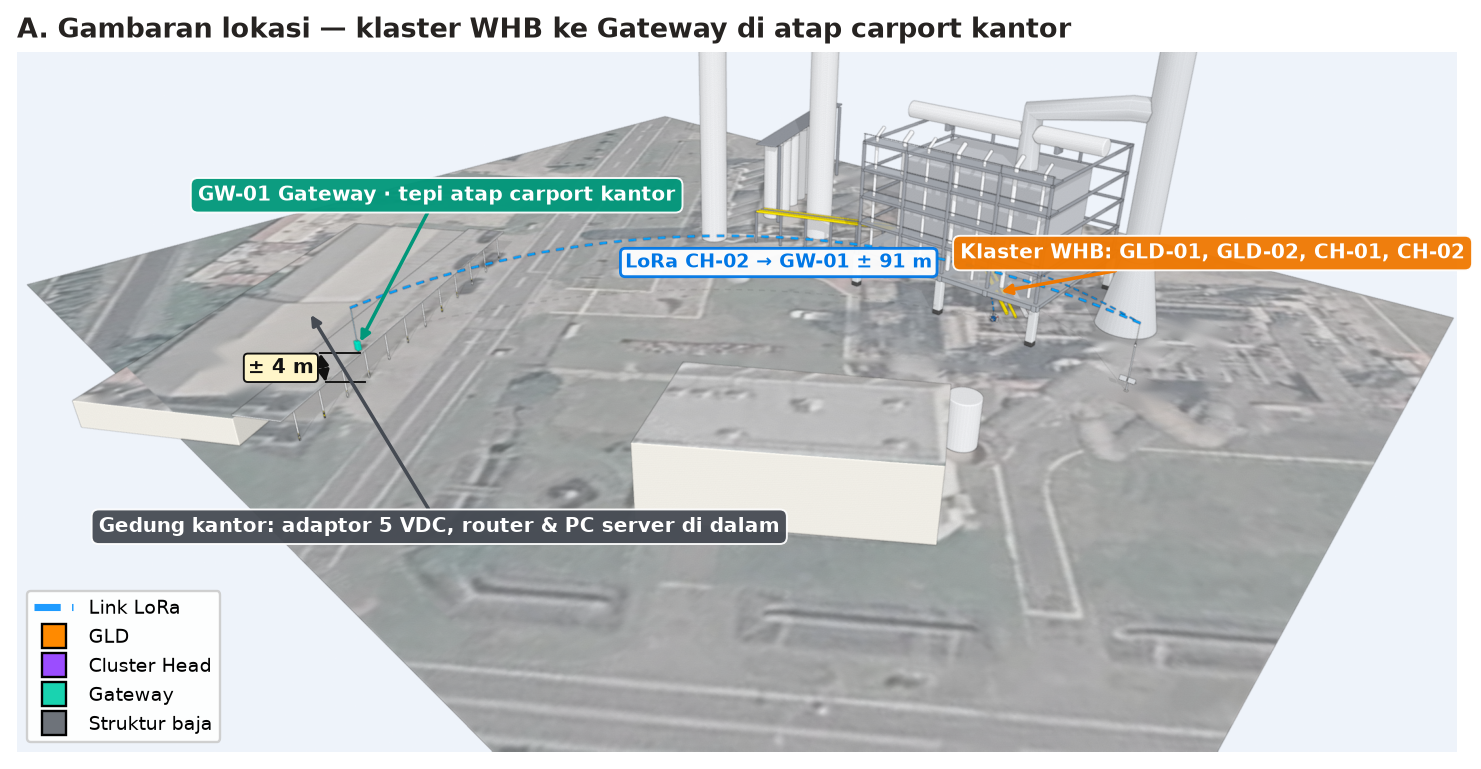 A. Gambaran lokasi — klaster WHB ke Gateway di atap carport kantor
GW-01 Gateway · tepi atap carport kantor
LoRa CH-02 → GW-01 ± 91 m
Klaster WHB: GLD-01, GLD-02, CH-01, CH-02
± 4 m
Gedung kantor: adaptor 5 VDC, router & PC server di dalam
Link LoRa
GLD
Cluster Head
Gateway
Struktur baja